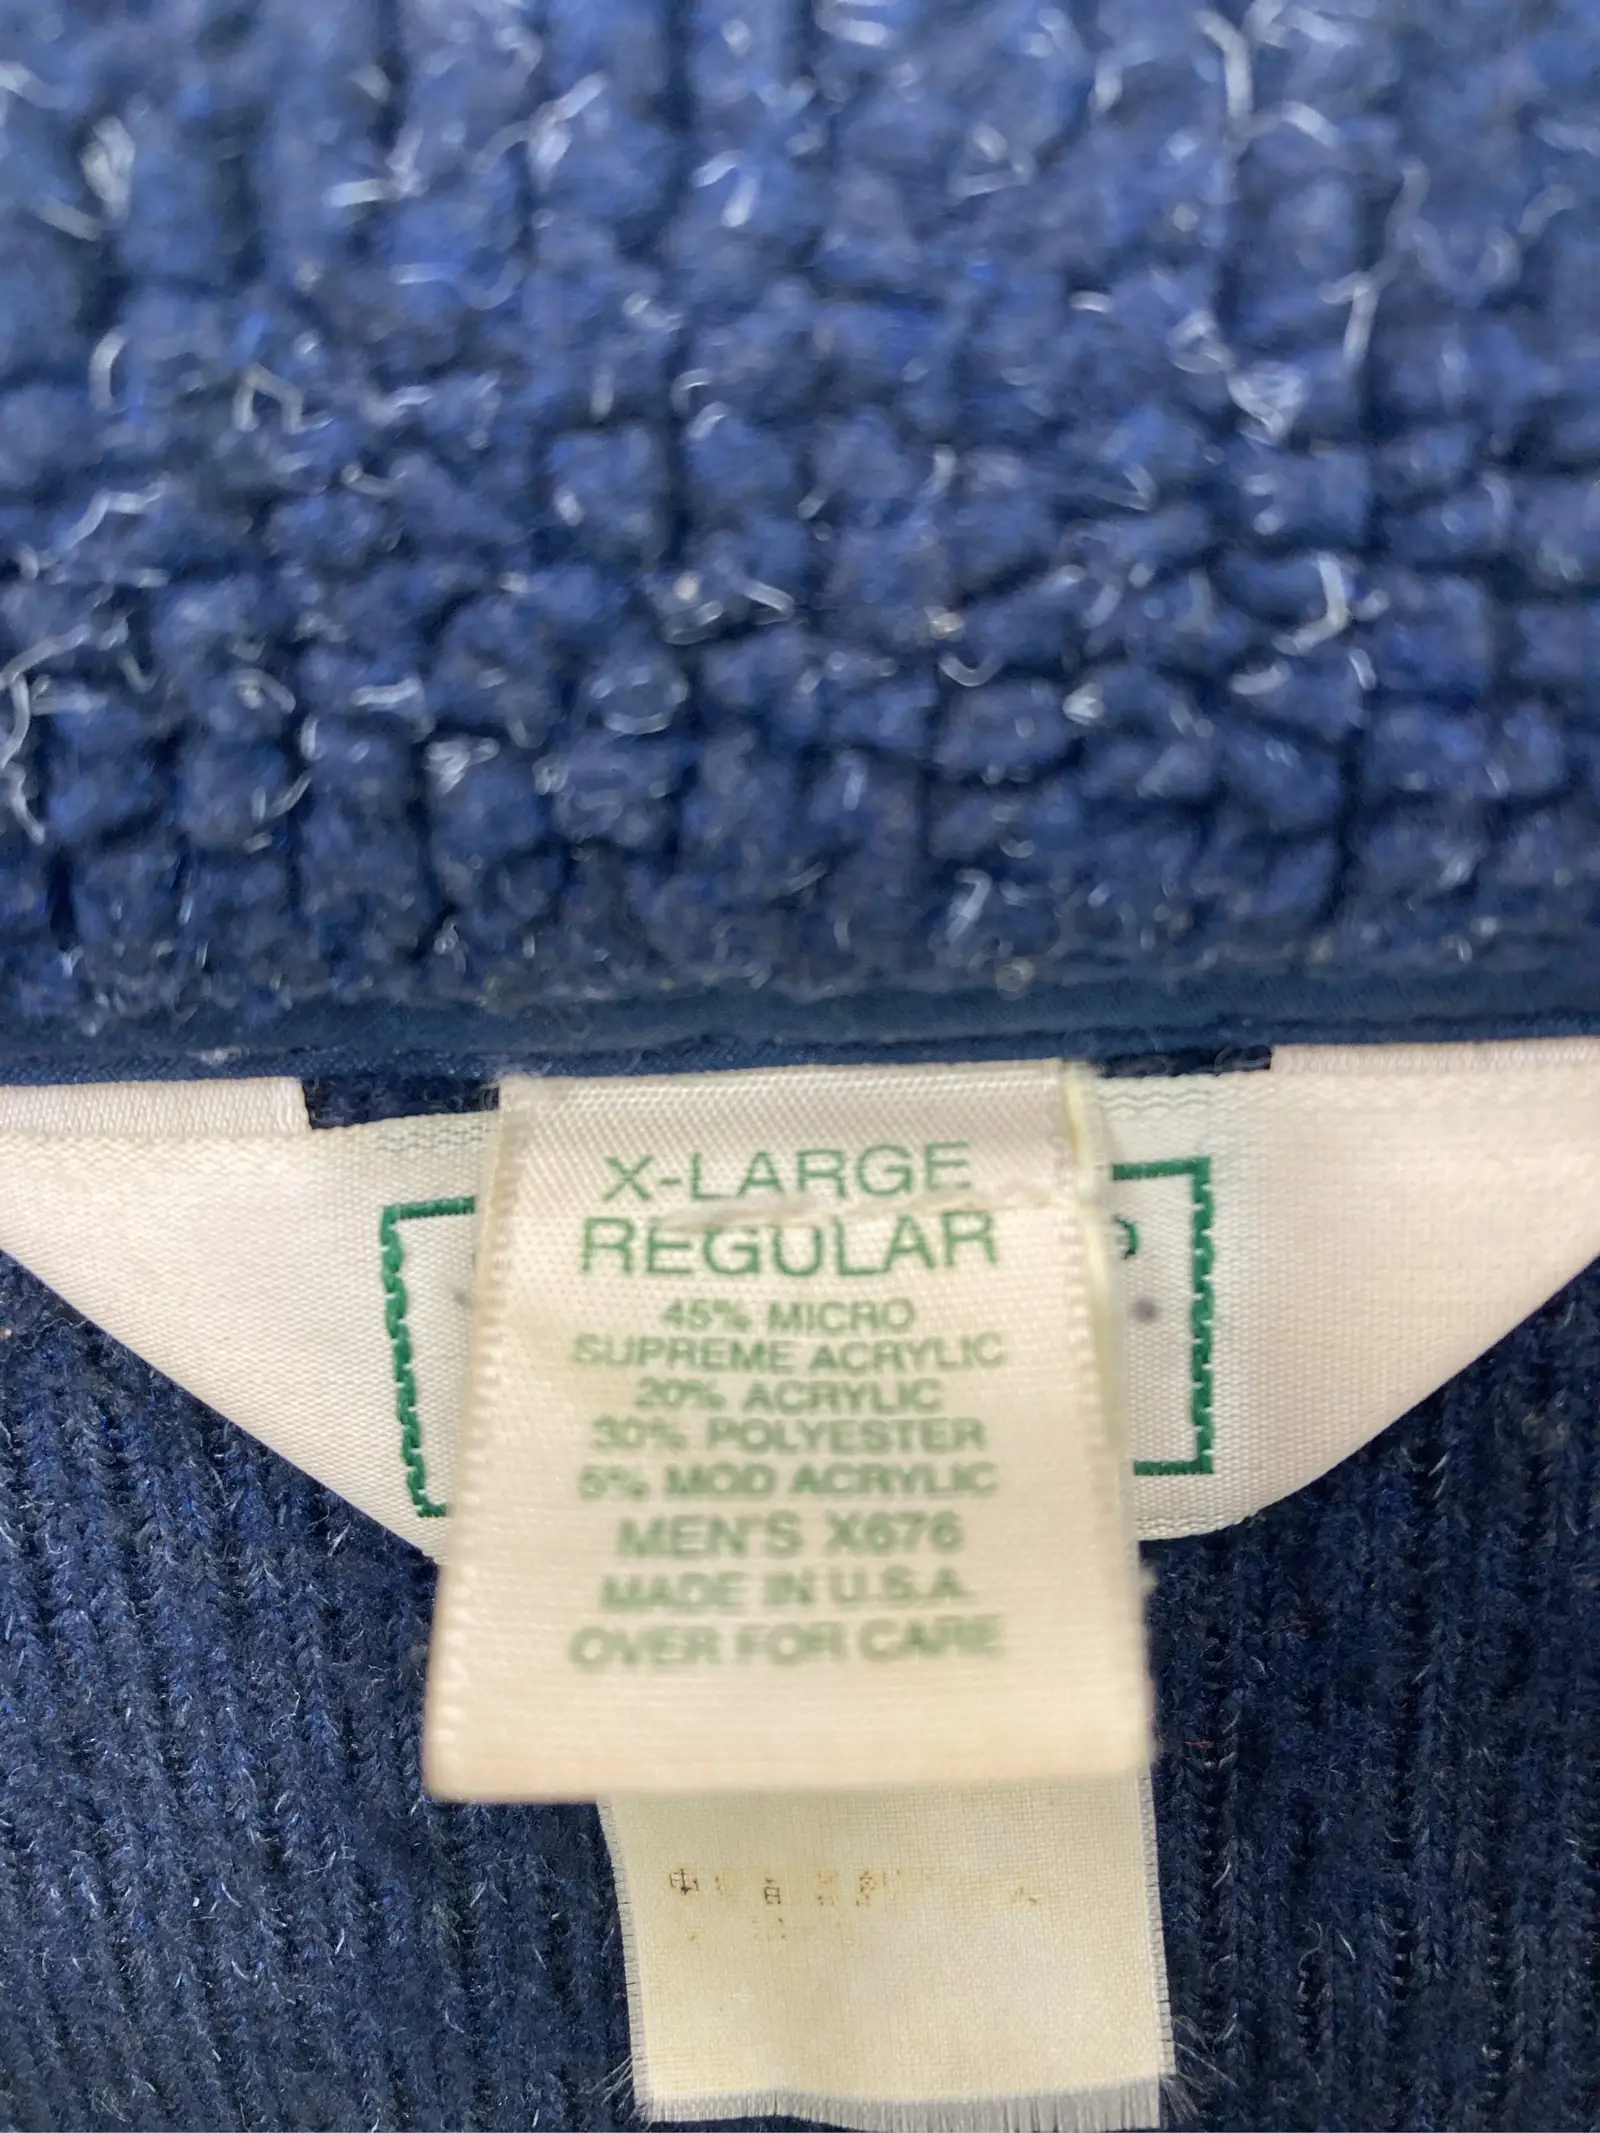 X-LARGE
REGULAR
45% MICRO
SUPREME ACRYLIC
20% ACRYLIC
30% POLYESTER
5% MOD ACRYLIC
MEN'S X676
MADE IN U.S.A.
OVER FOR CARE